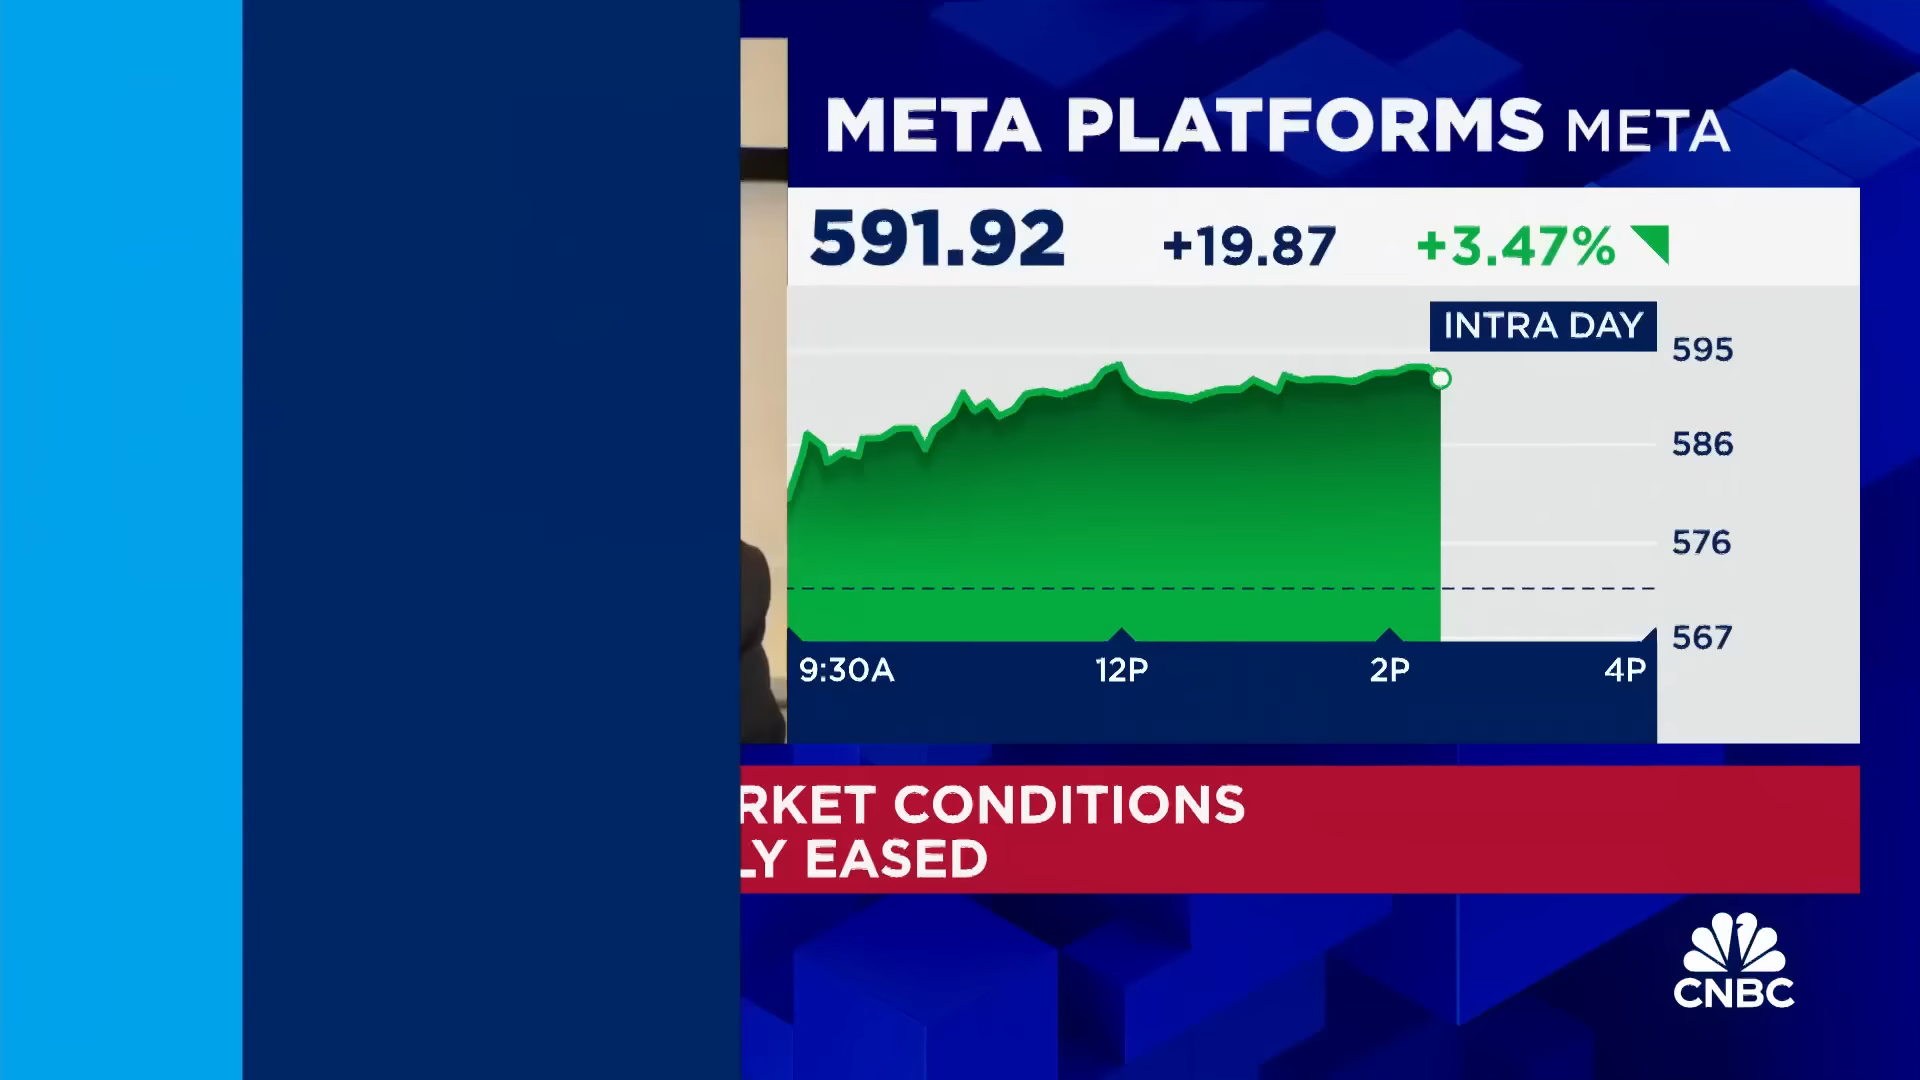 META PLATFORMS META
591.92 +19.87 +3.47%
INTRA DAY
595
586
576
567
9:30A 12P 2P 4P
RKET CONDITIONS
LY EASED
CNBC